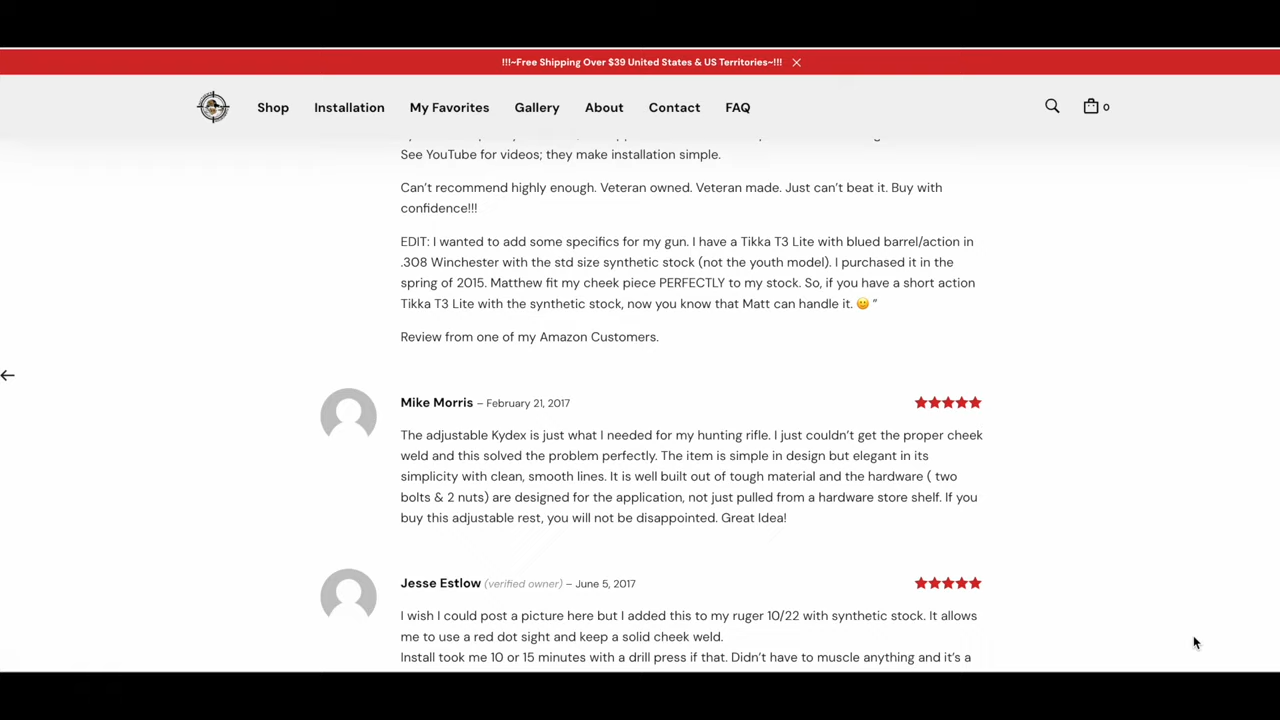 !!!~Free Shipping Over $39 United States & US Territories~!!!
Shop Installation My Favorites Gallery About Contact FAQ 0
See YouTube for videos; they make installation simple.
Can’t recommend highly enough. Veteran owned. Veteran made. Just can’t beat it. Buy with
confidence!!!
EDIT: I wanted to add some specifics for my gun. I have a Tikka T3 Lite with blued barrel/action in
.308 Winchester with the std size synthetic stock (not the youth model). I purchased it in the
spring of 2015. Matthew fit my cheek piece PERFECTLY to my stock. So, if you have a short action
Tikka T3 Lite with the synthetic stock, now you know that Matt can handle it. 😀 ”
Review from one of my Amazon Customers.
Mike Morris – February 21, 2017
The adjustable Kydex is just what I needed for my hunting rifle. I just couldn’t get the proper cheek
weld and this solved the problem perfectly. The item is simple in design but elegant in its
simplicity with clean, smooth lines. It is well built out of tough material and the hardware ( two
bolts & 2 nuts) are designed for the application, not just pulled from a hardware store shelf. If you
buy this adjustable rest, you will not be disappointed. Great Idea!
Jesse Estlow (verified owner) – June 5, 2017
I wish I could post a picture here but I added this to my ruger 10/22 with synthetic stock. It allows
me to use a red dot sight and keep a solid cheek weld.
Install took me 10 or 15 minutes with a drill press if that. Didn’t have to muscle anything and it’s a